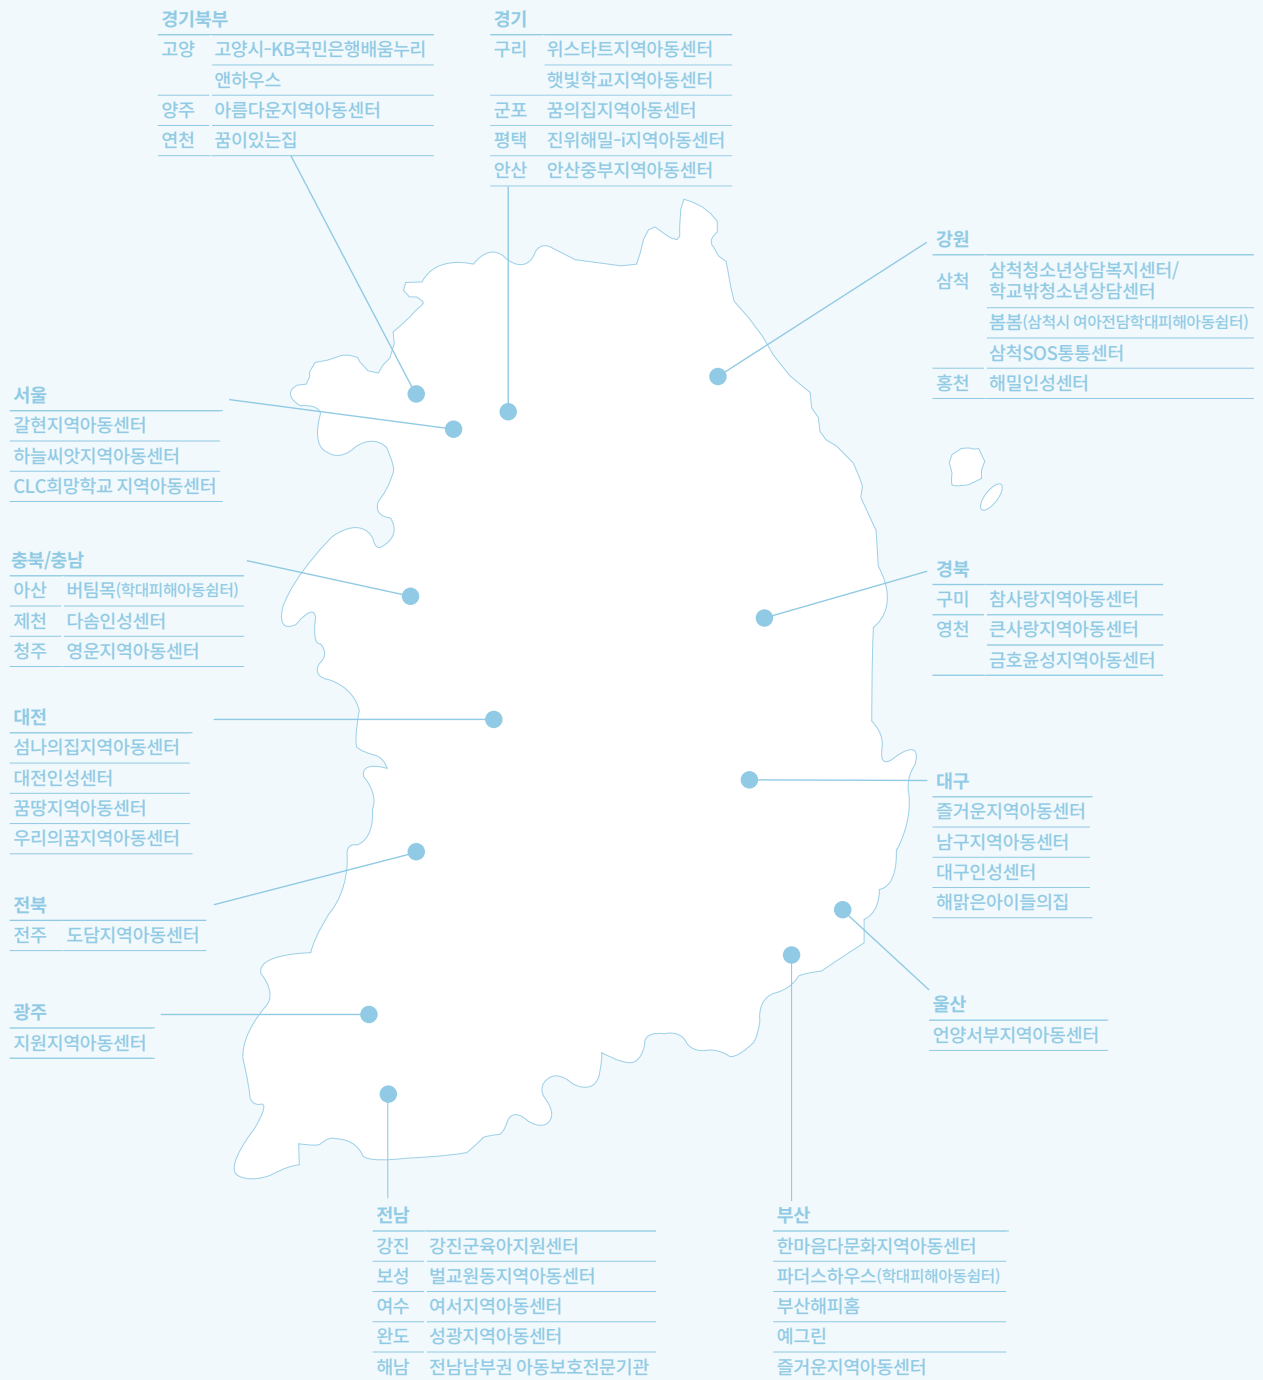 경기북부
고양 고양시-KB국민은행배움누리
앤하우스
양주 아름다운지역아동센터
연천 꿈이있는집
경기
구리 위스타트지역아동센터
햇빛학교지역아동센터
군포 꿈의집지역아동센터
평택 진위해밀-i지역아동센터
안산 안산중부지역아동센터
강원
삼척 삼척청소년상담복지센터/
학교밖청소년상담센터
봄봄(삼척시 여아전담학대피해아동쉼터)
삼척SOS통통센터
홍천 해밀인성센터
서울
갈현지역아동센터
하늘씨앗지역아동센터
CLC희망학교 지역아동센터
충북/충남
아산 버팀목(학대피해아동쉼터)
제천 다솜인성센터
청주 영운지역아동센터
경북
구미 참사랑지역아동센터
영천 큰사랑지역아동센터
금호윤성지역아동센터
대전
섬나의집지역아동센터
대전인성센터
꿈땅지역아동센터
우리의꿈지역아동센터
대구
즐거운지역아동센터
남구지역아동센터
대구인성센터
해맑은아이들의집
전북
전주 도담지역아동센터
광주
지원지역아동센터
울산
언양서부지역아동센터
전남
강진 강진군육아지원센터
보성 벌교원동지역아동센터
여수 여서지역아동센터
완도 성광지역아동센터
해남 전남남부권 아동보호전문기관
부산
한마음다문화지역아동센터
파더스하우스(학대피해아동쉼터)
부산해피홈
예그린
즐거운지역아동센터